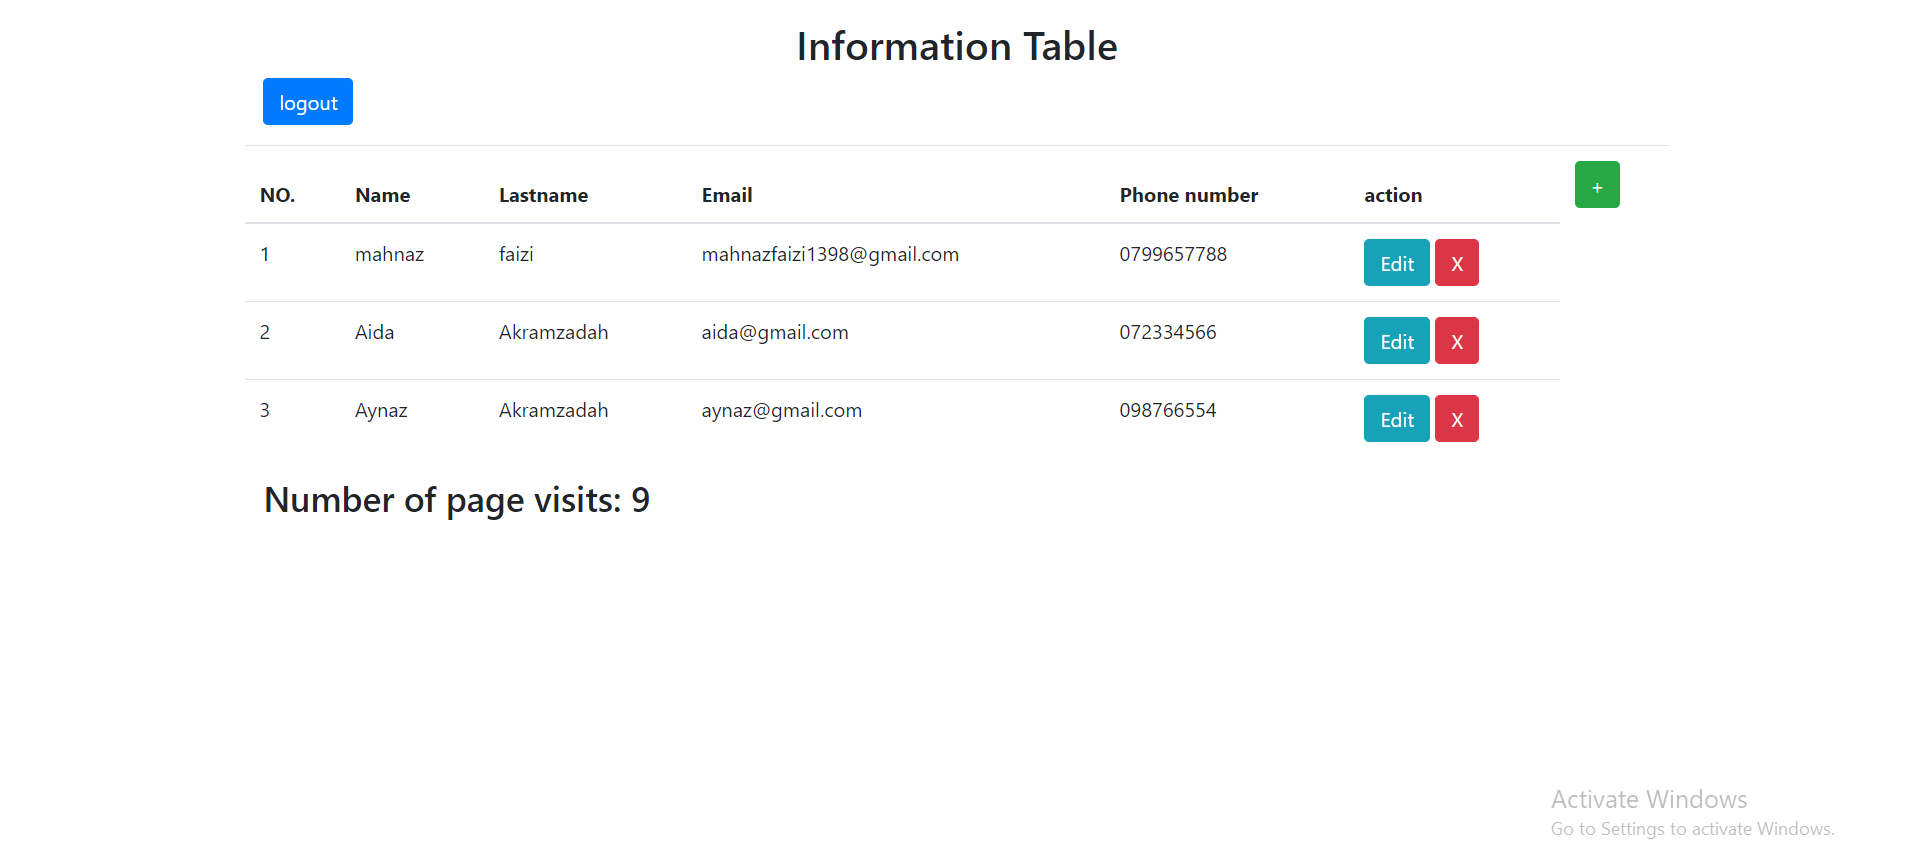 Information Table
logout
NO. Name Lastname Email Phone number action +
1 mahnaz faizi mahnazfaizi1398@gmail.com 0799657788 Edit X
2 Aida Akramzadah aida@gmail.com 072334566 Edit X
3 Aynaz Akramzadah aynaz@gmail.com 098766554 Edit X
Number of page visits: 9
Activate Windows
Go to Settings to activate Windows.